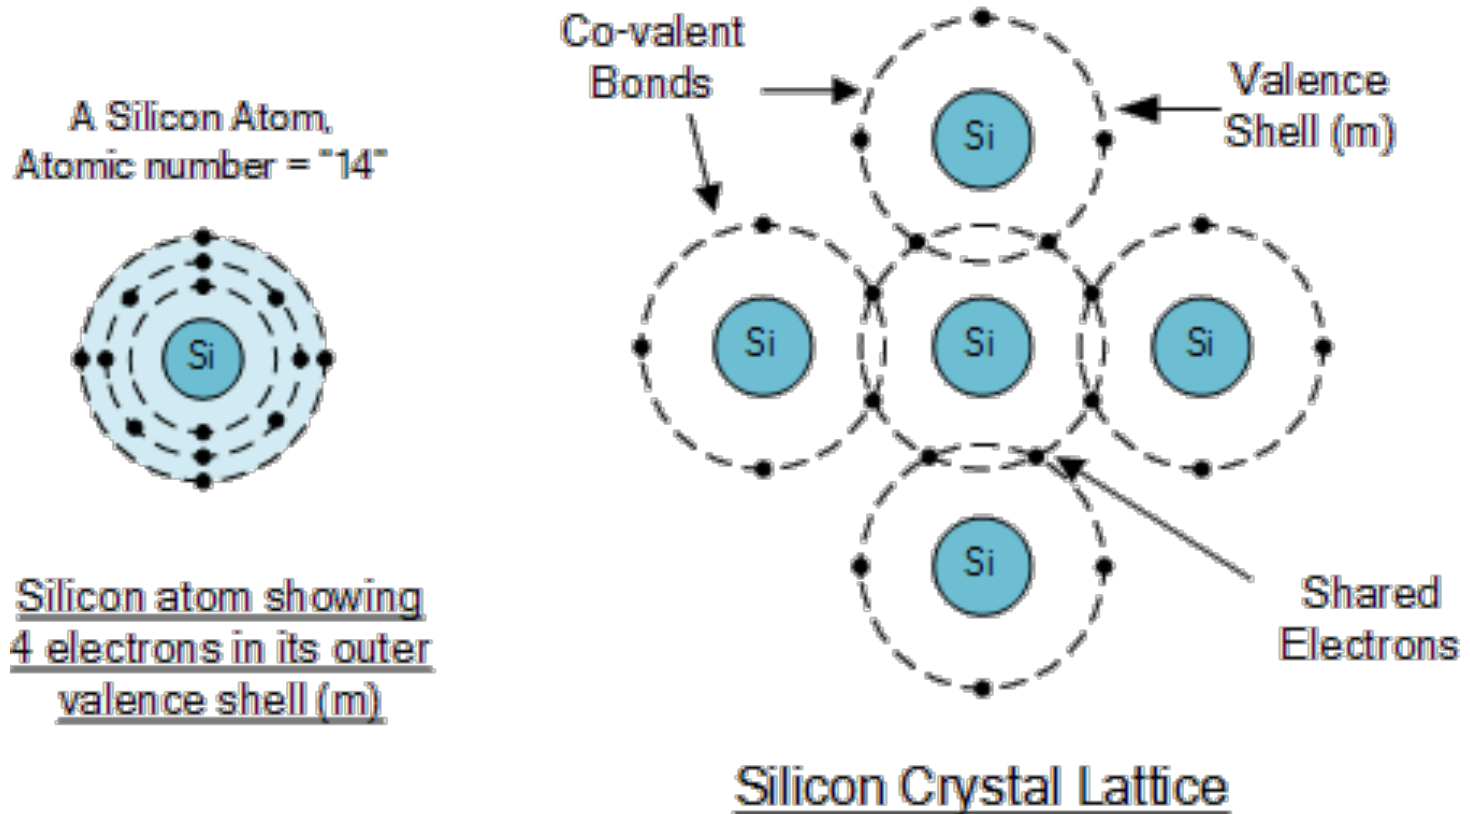 A Silicon Atom,
Atomic number = "14"
Si
Silicon atom showing
4 electrons in its outer
valence shell (m)
Co-valent
Bonds
Valence
Shell (m)
Si
Si
Si
Si
Si
Shared
Electrons
Silicon Crystal Lattice